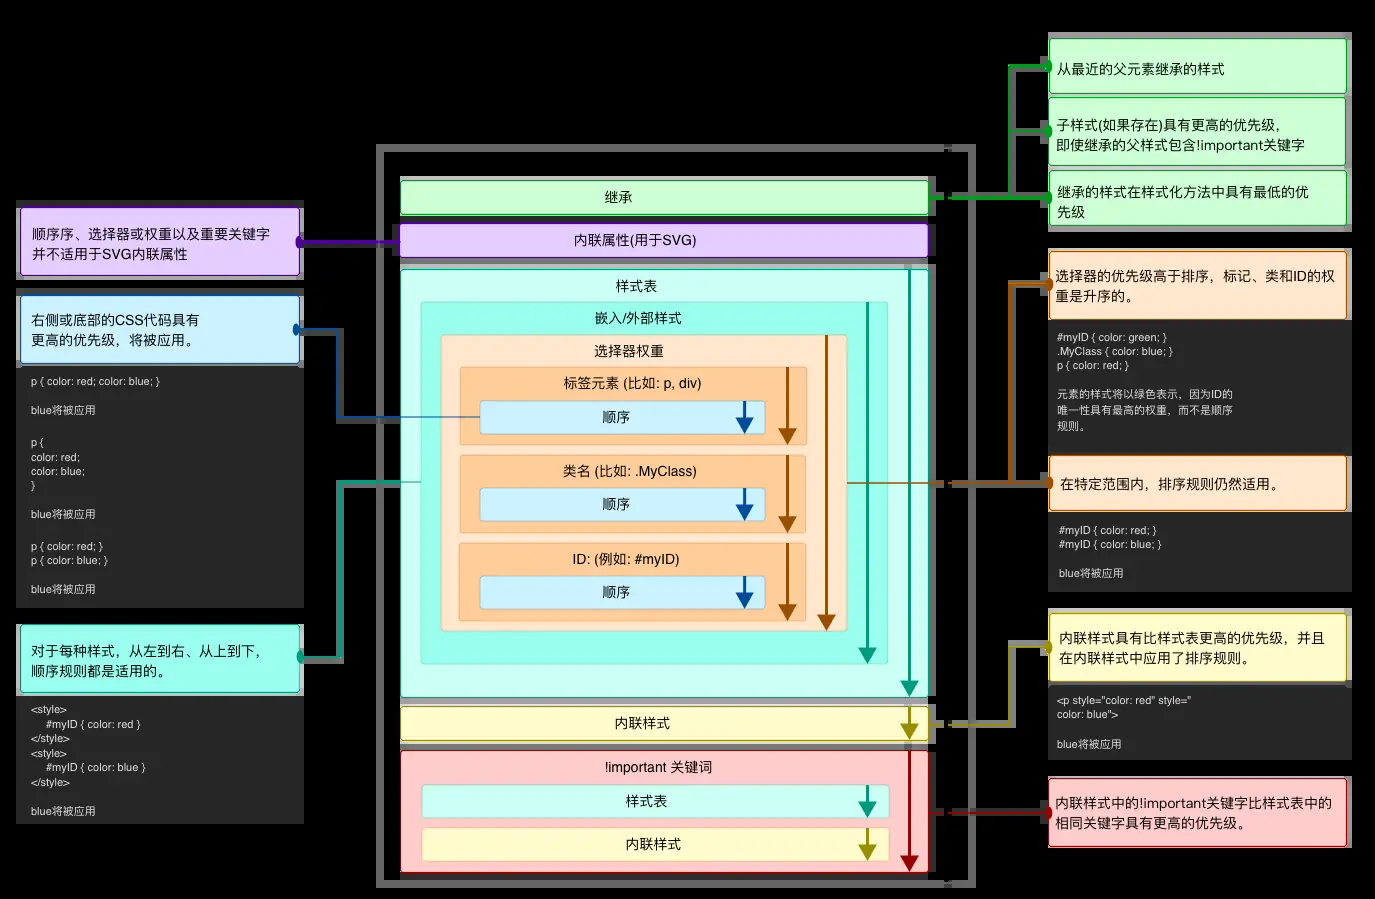 顺序序、选择器或权重以及重要关键字
并不适用于SVG内联属性
右侧或底部的CSS代码具有
更高的优先级，将被应用。
p { color: red; color: blue; }
blue将被应用
p {
color: red;
color: blue;
}
blue将被应用
p { color: red; }
p { color: blue; }
blue将被应用
对于每种样式，从左到右、从上到下，
顺序规则都是适用的。
<style>
#myID { color: red }
</style>
<style>
#myID { color: blue }
</style>
blue将被应用
继承
内联属性(用于SVG)
样式表
嵌入/外部样式
选择器权重
标签元素 (比如: p, div)
顺序
类名 (比如: .MyClass)
顺序
ID: (例如: #myID)
顺序
内联样式
!important 关键词
样式表
内联样式
从最近的父元素继承的样式
子样式(如果存在)具有更高的优先级，
即使继承的父样式包含!important关键字
继承的样式在样式化方法中具有最低的优
先级
选择器的优先级高于排序，标记、类和ID的权
重是升序的。
#myID { color: green; }
.MyClass { color: blue; }
p { color: red; }
元素的样式将以绿色表示，因为ID的
唯一性具有最高的权重，而不是顺序
规则。
在特定范围内，排序规则仍然适用。
#myID { color: red; }
#myID { color: blue; }
blue将被应用
内联样式具有比样式表更高的优先级，并且
在内联样式中应用了排序规则。
<p style="color: red" style="
color: blue">
blue将被应用
内联样式中的!important关键字比样式表中的
相同关键字具有更高的优先级。